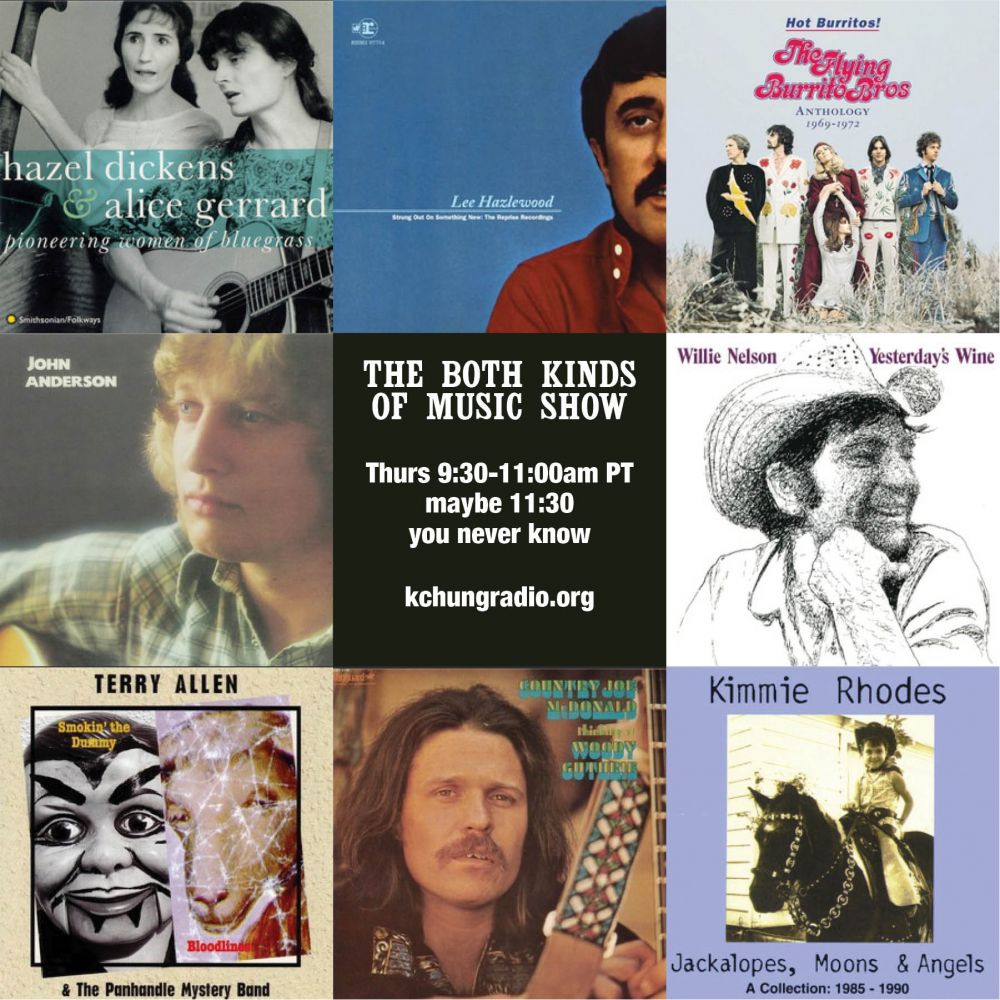 hazel dickens
& alice gerrard
pioneering women of bluegrass
Smithsonian/Folkways
Lee Hazlewood
Strung Out On Something New: The Reprise Recordings
Hot Burritos!
The Flying
Burrito Bros
ANTHOLOGY
1969-1972
JOHN
ANDERSON
THE BOTH KINDS
OF MUSIC SHOW
Thurs 9:30-11:00am PT
maybe 11:30
you never know
kchungradio.org
Willie Nelson
Yesterday's Wine
TERRY ALLEN
Smokin' the
Dummy
Bloodlines
& The Panhandle Mystery Band
COUNTRY JOE
McDONALD
thinking of
WOODY
GUTHRIE
Kimmie Rhodes
Jackalopes, Moons & Angels
A Collection: 1985 - 1990